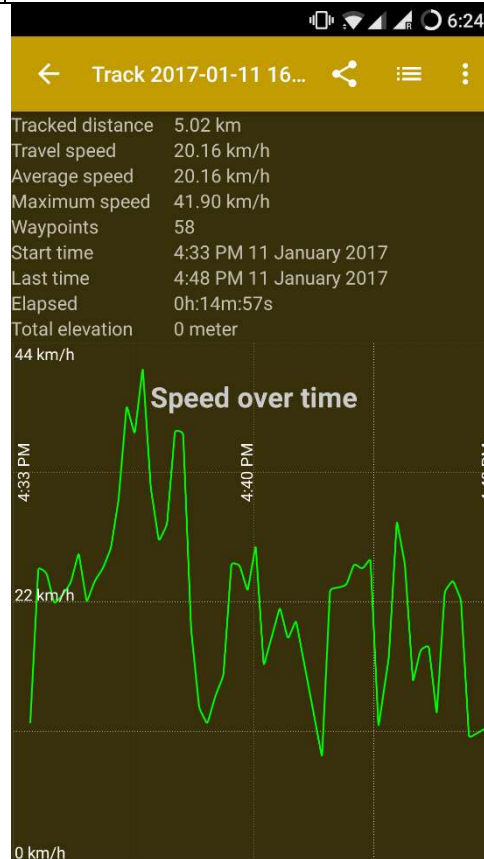 6:24
Track 2017-01-11 16...
Tracked distance 5.02 km
Travel speed 20.16 km/h
Average speed 20.16 km/h
Maximum speed 41.90 km/h
Waypoints 58
Start time 4:33 PM 11 January 2017
Last time 4:48 PM 11 January 2017
Elapsed 0h:14m:57s
Total elevation 0 meter
44 km/h
Speed over time
4:33 PM
4:40 PM
22 km/h
0 km/h